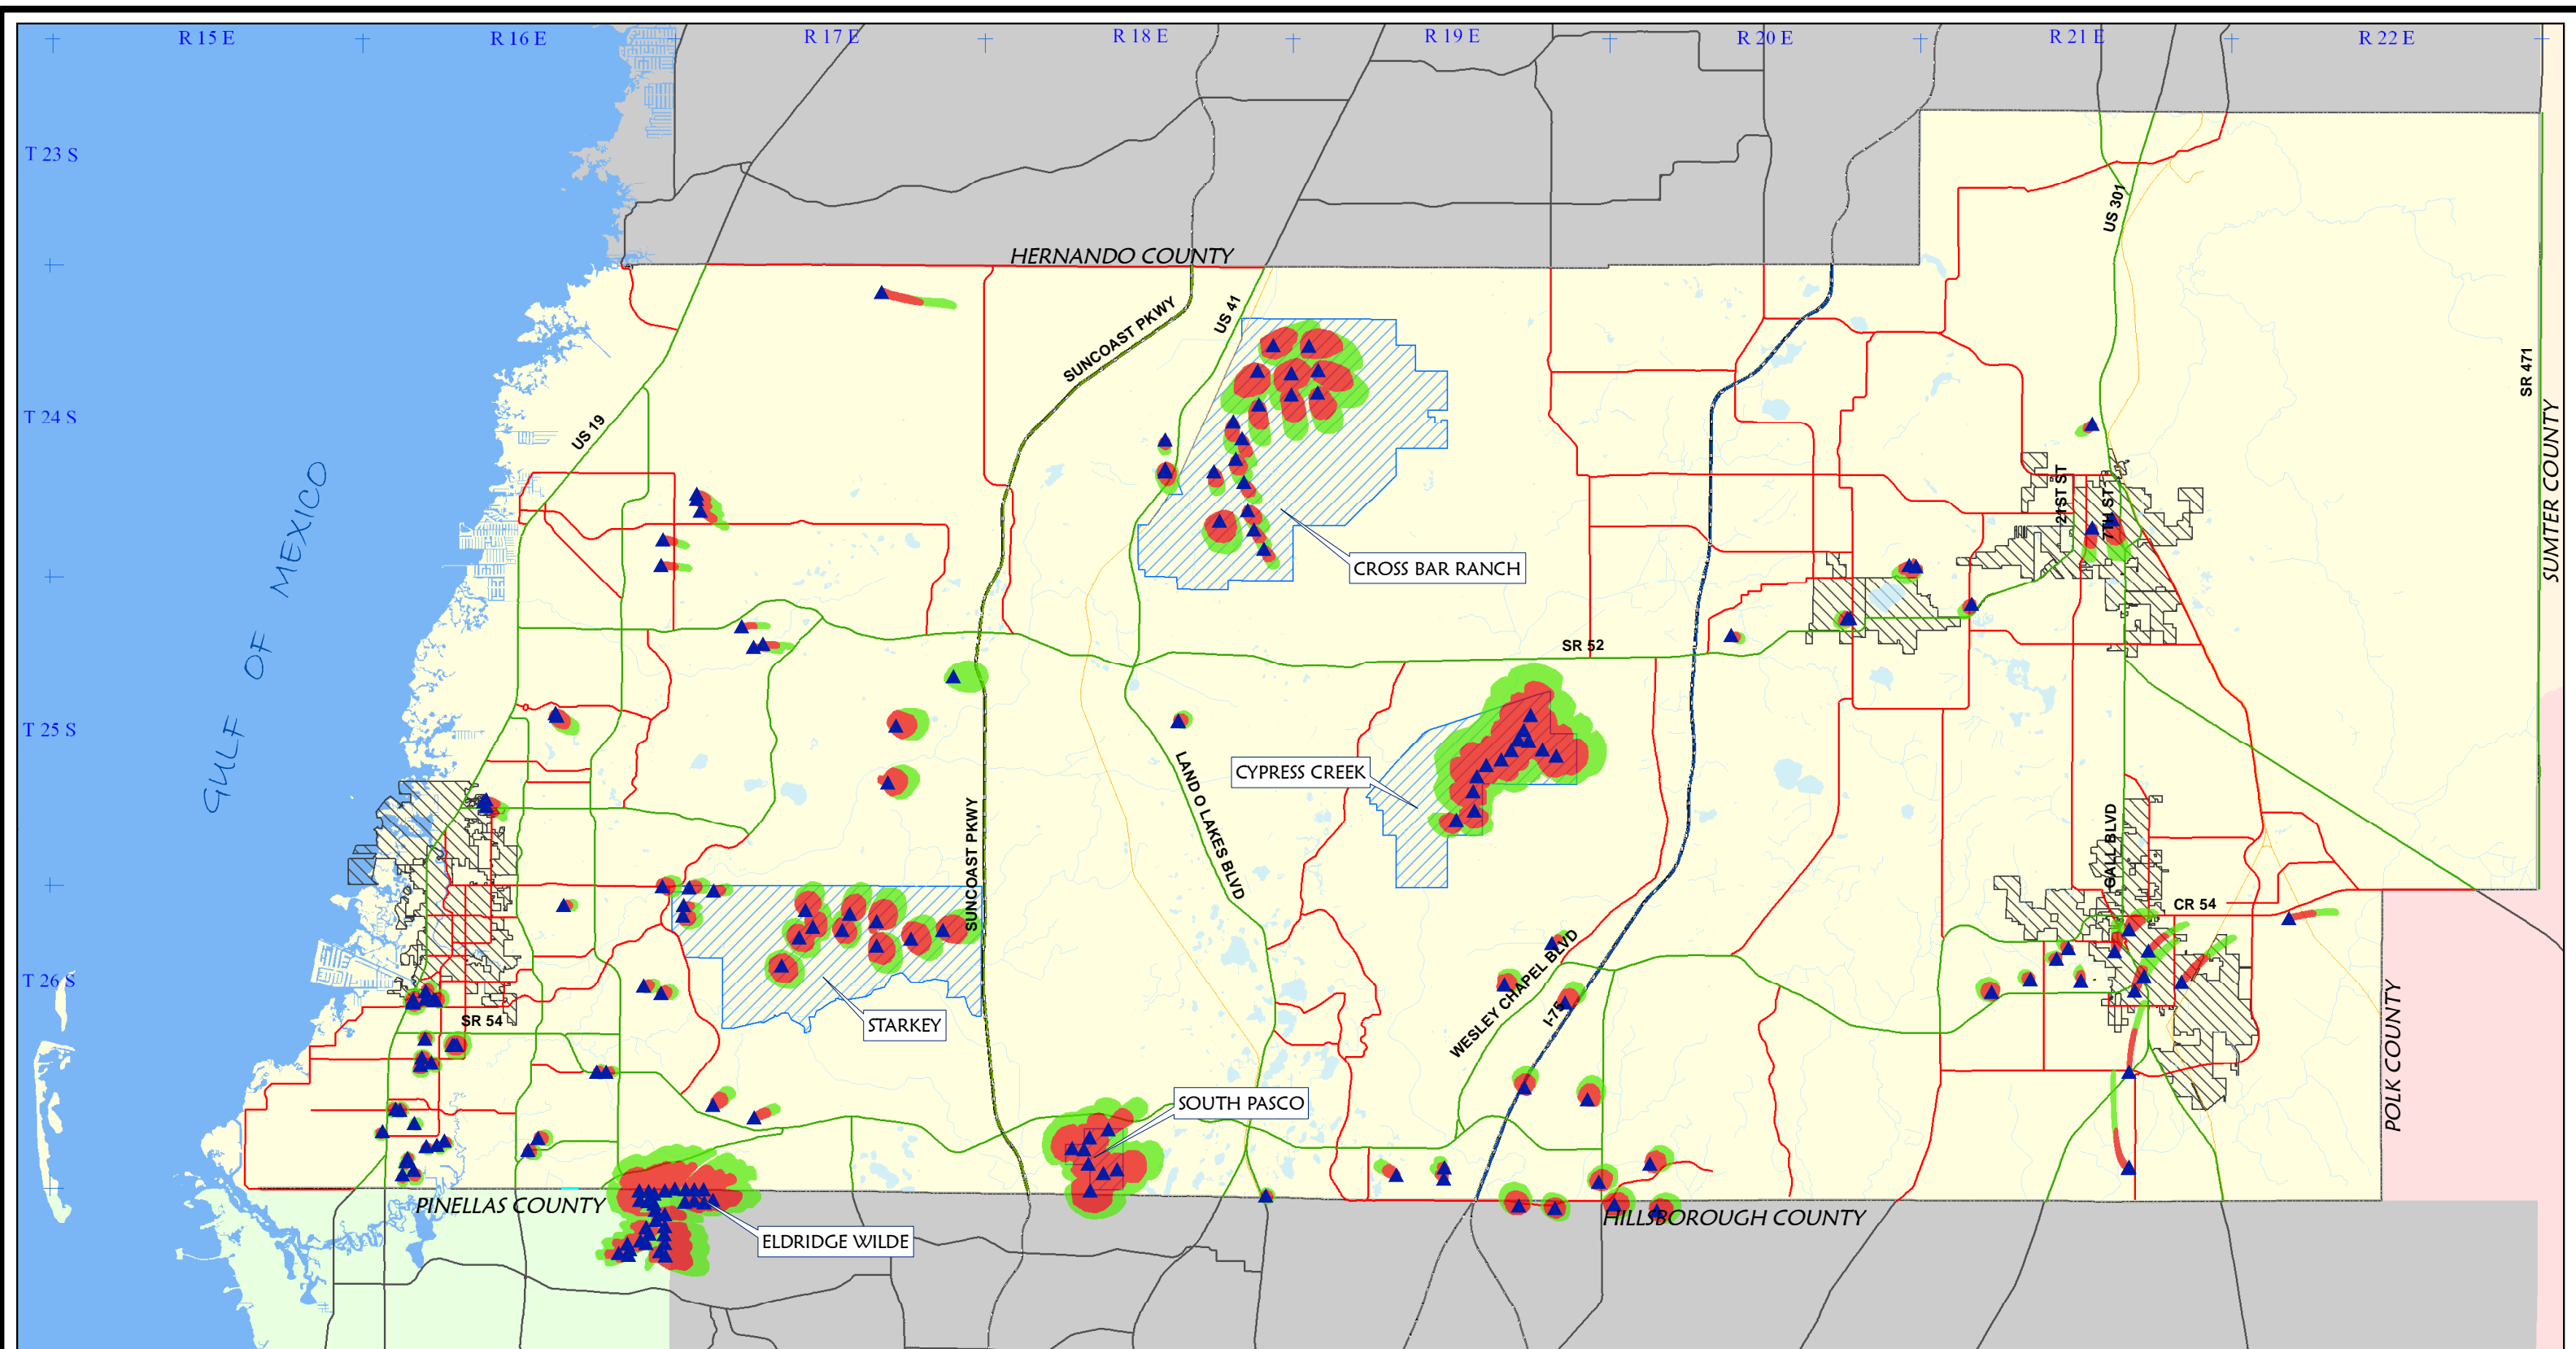 R 15 E
R 16 E
R 17 E
R 18 E
R 19 E
R 20 E
R 21 E
R 22 E
T 23 S
US 301
HERNANDO COUNTY
SUNCOAST PKWY
US 41
SR 471
T 24 S
US 19
SUMTER COUNTY
GULF OF MEXICO
21ST ST
7TH ST
CROSS BAR RANCH
SR 52
T 25 S
LAND O LAKES BLVD
CYPRESS CREEK
SUNCOAST PKWY
GALL BLVD
CR 54
T 26 S
WESLEY CHAPEL BLVD
I-75
SR 54
STARKEY
POLK COUNTY
SOUTH PASCO
PINELLAS COUNTY
HILLSBOROUGH COUNTY
ELDRIDGE WILDE